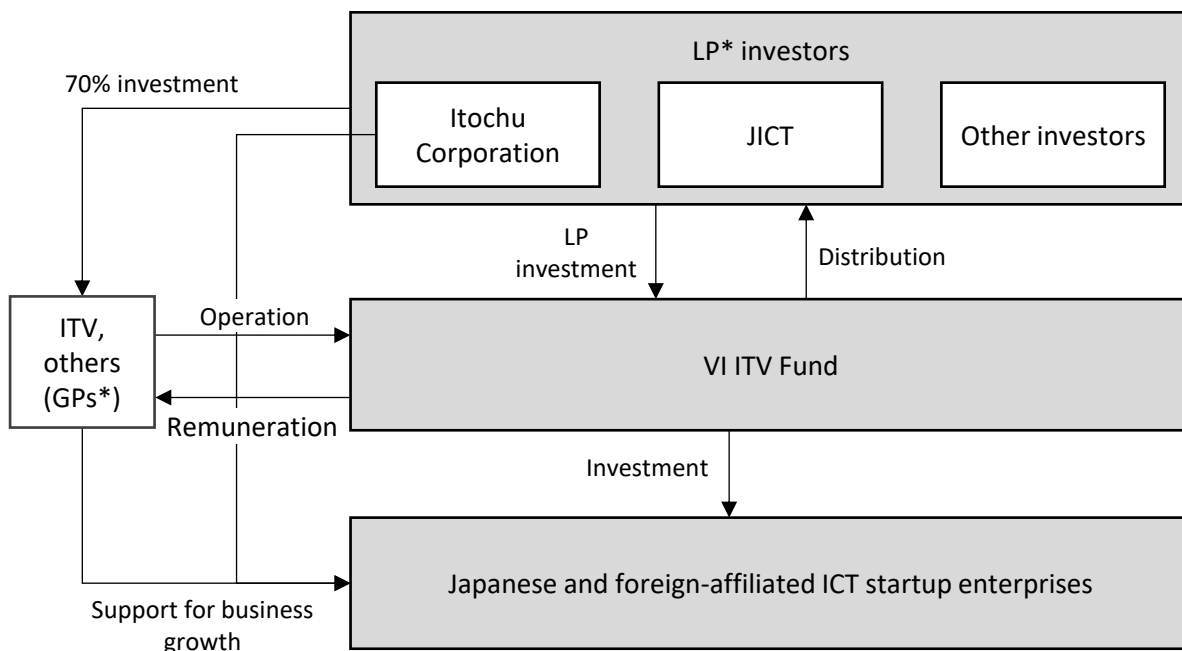 LP* investors
70% investment
Itochu
Corporation
JICT
Other investors
LP
investment
Distribution
ITV,
others
(GPs*)
Operation
VI ITV Fund
Remuneration
Investment
Japanese and foreign-affiliated ICT startup enterprises
Support for business
growth